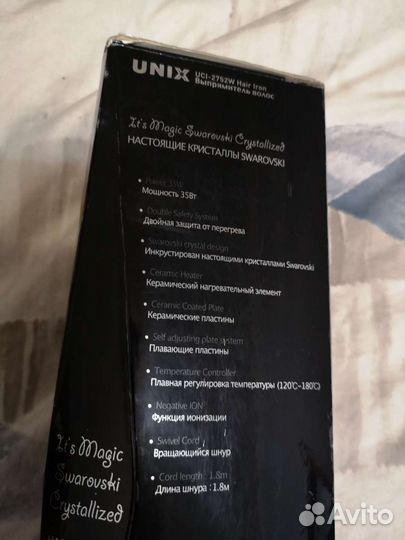 UNIX UCI-2752W Hair Iron
Выпрямитель волос
It's Magic Swarovski Crystallized
НАСТОЯЩИЕ КРИСТАЛЛЫ SWAROVSKI
• Power 35W
Мощность 35Вт
• Double Safety System
Двойная защита от перегрева
• Swarovski crystal design
Инкрустирован настоящими кристаллами Swarovski
• Ceramic Heater
Керамический нагревательный элемент
• Ceramic Coated Plate
Керамические пластины
• Self adjusting plate system
Плавающие пластины
• Temperature Controller
Плавная регулировка температуры (120℃~180℃)
• Negative ION
Функция ионизации
• Swivel Cord
Вращающийся шнур
• Cord length : 1.8m
Длина шнура : 1.8м
It's Magic
Swarovski
Crystallized
Avito